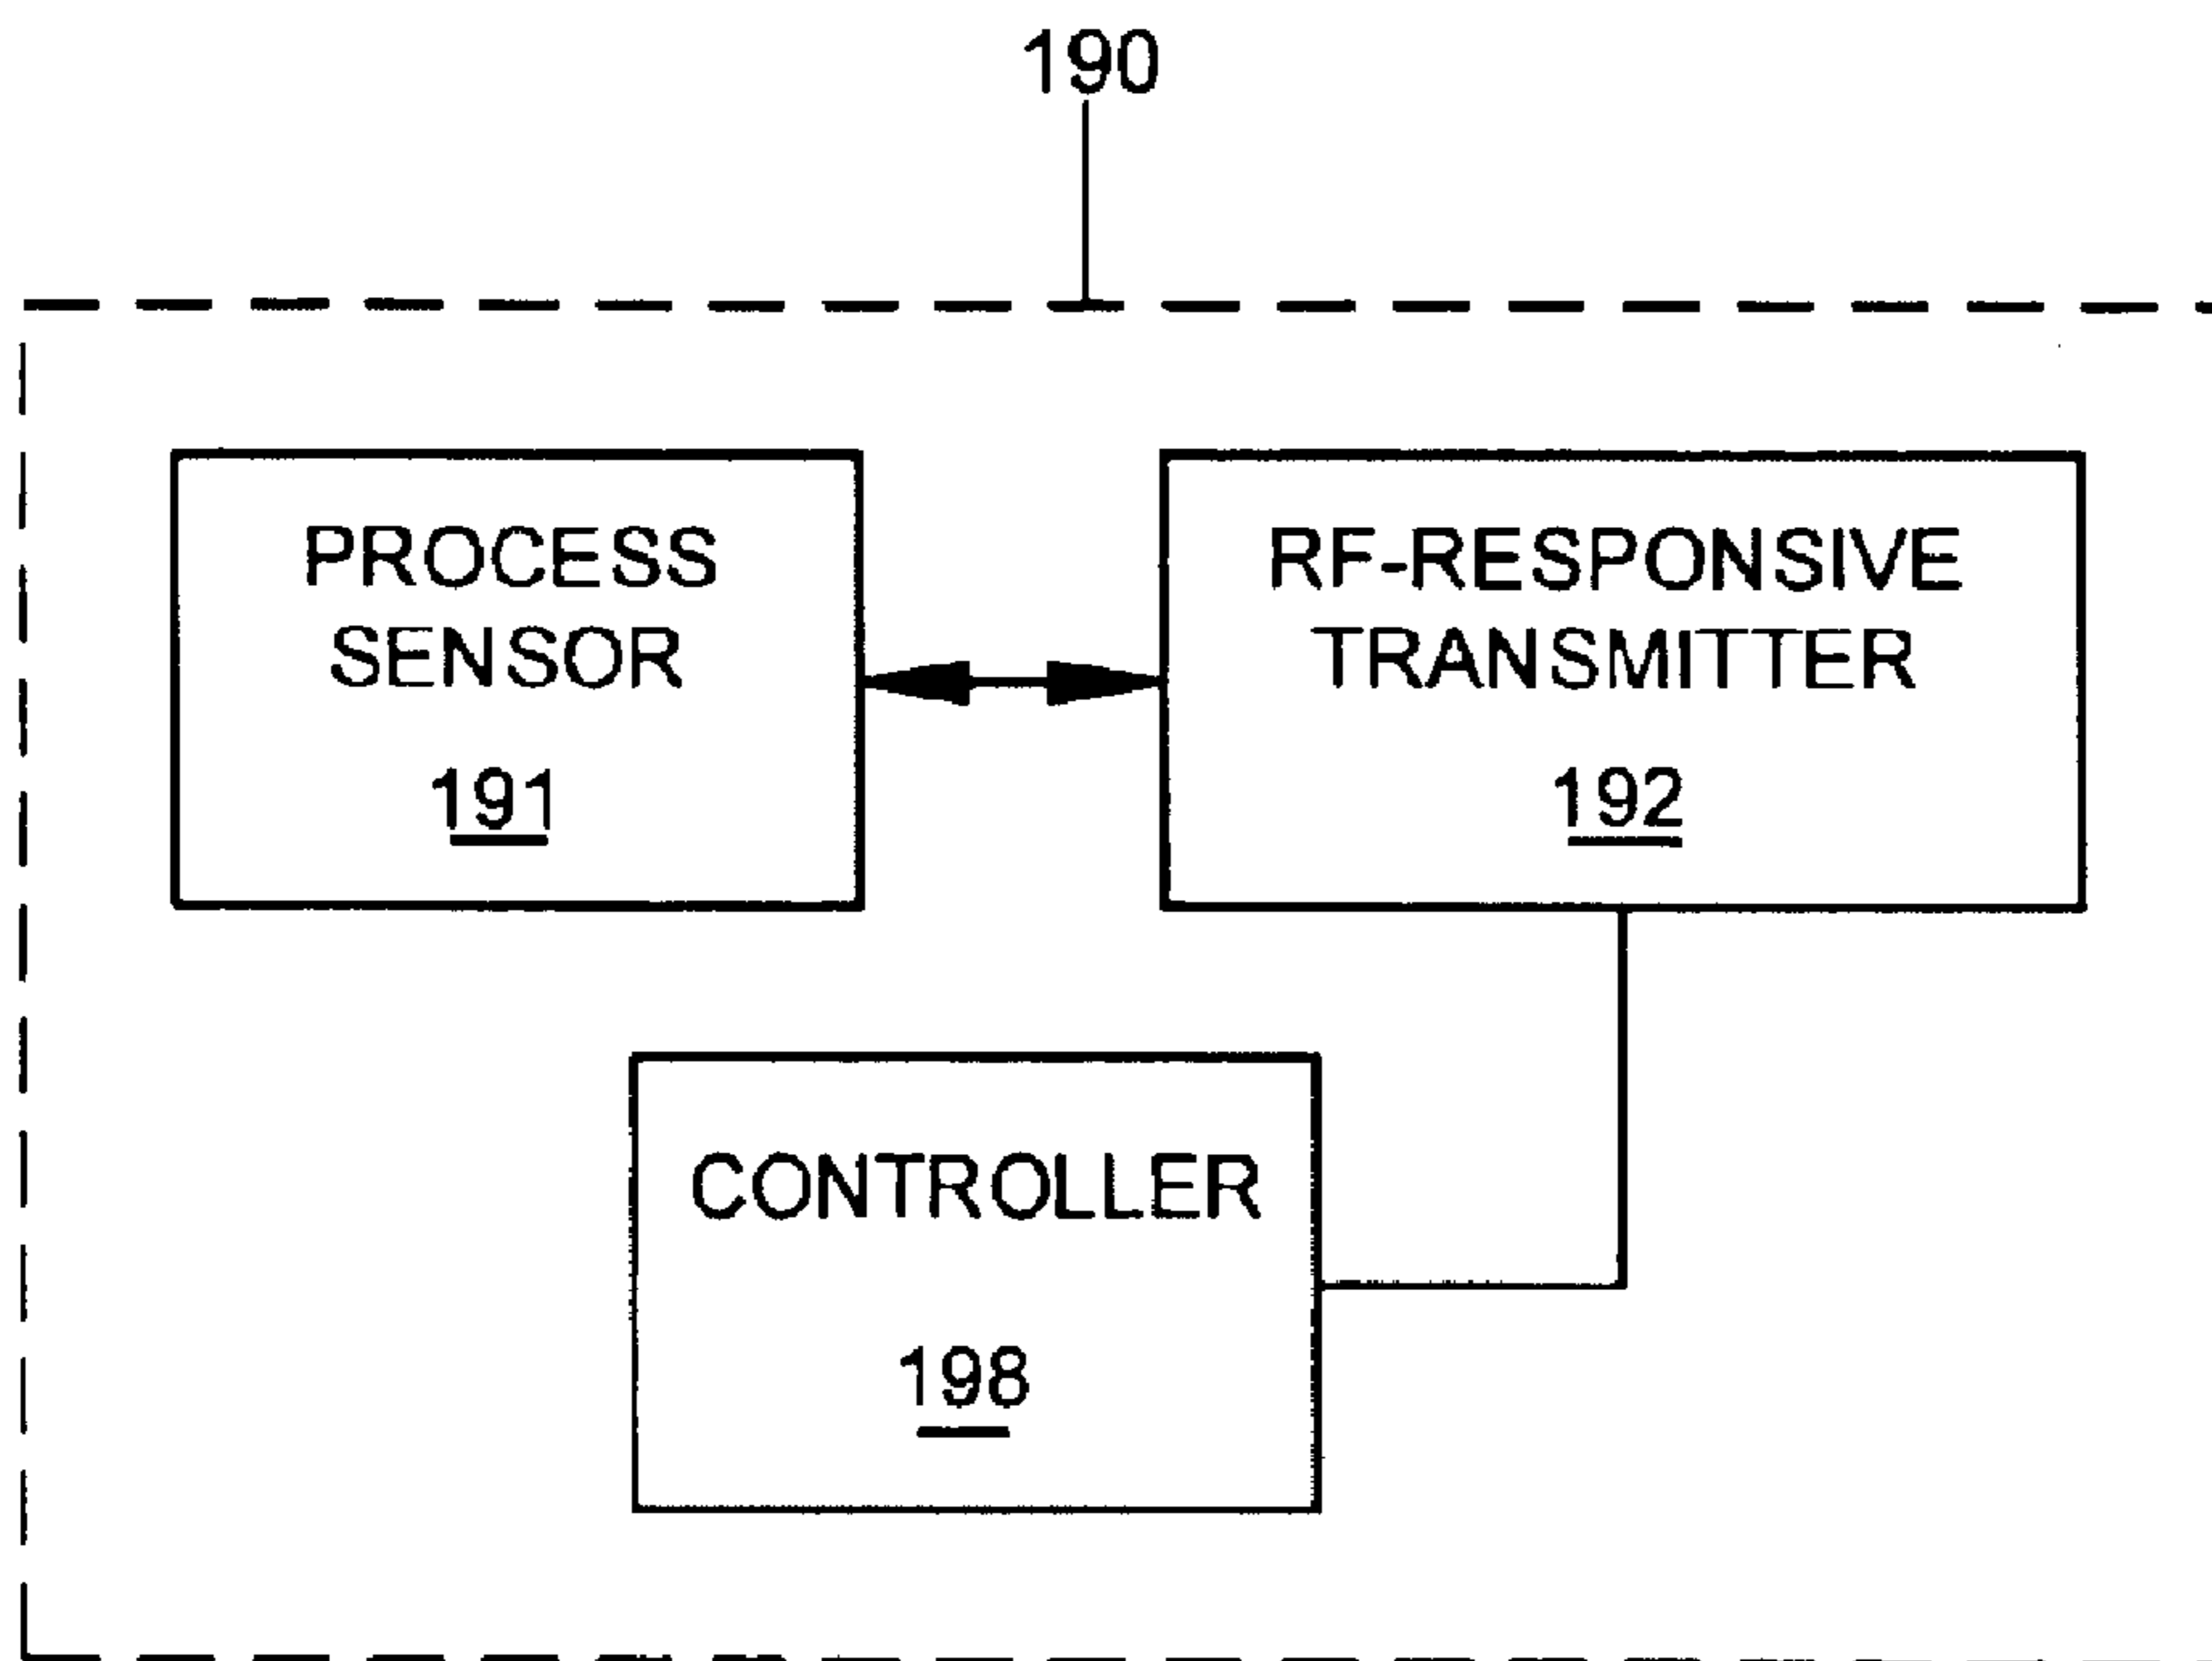 190
PROCESS
SENSOR
191
RF-RESPONSIVE
TRANSMITTER
192
CONTROLLER
198